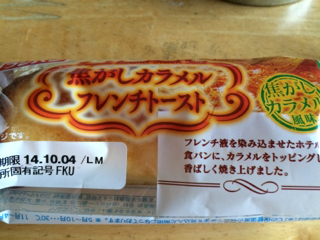 焦がしカラメル
フレンチトースト
焦がし
カラメル
風味
ジです。
期限 14.10.04 /LM
所固有記号 FKU
フレンチ液を染み込ませたホテル
食パンに、カラメルをトッピングし
香ばしく焼き上げました。